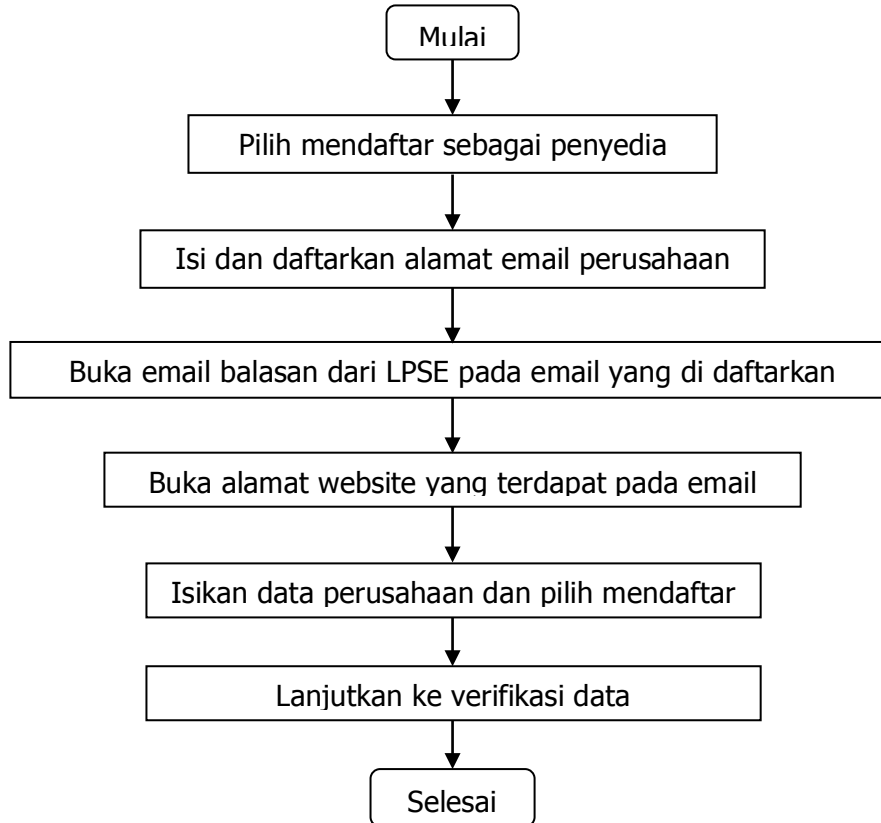 Mulai
Pilih mendaftar sebagai penyedia
Isi dan daftarkan alamat email perusahaan
Buka email balasan dari LPSE pada email yang di daftarkan
Buka alamat website yang terdapat pada email
Isikan data perusahaan dan pilih mendaftar
Lanjutkan ke verifikasi data
Selesai